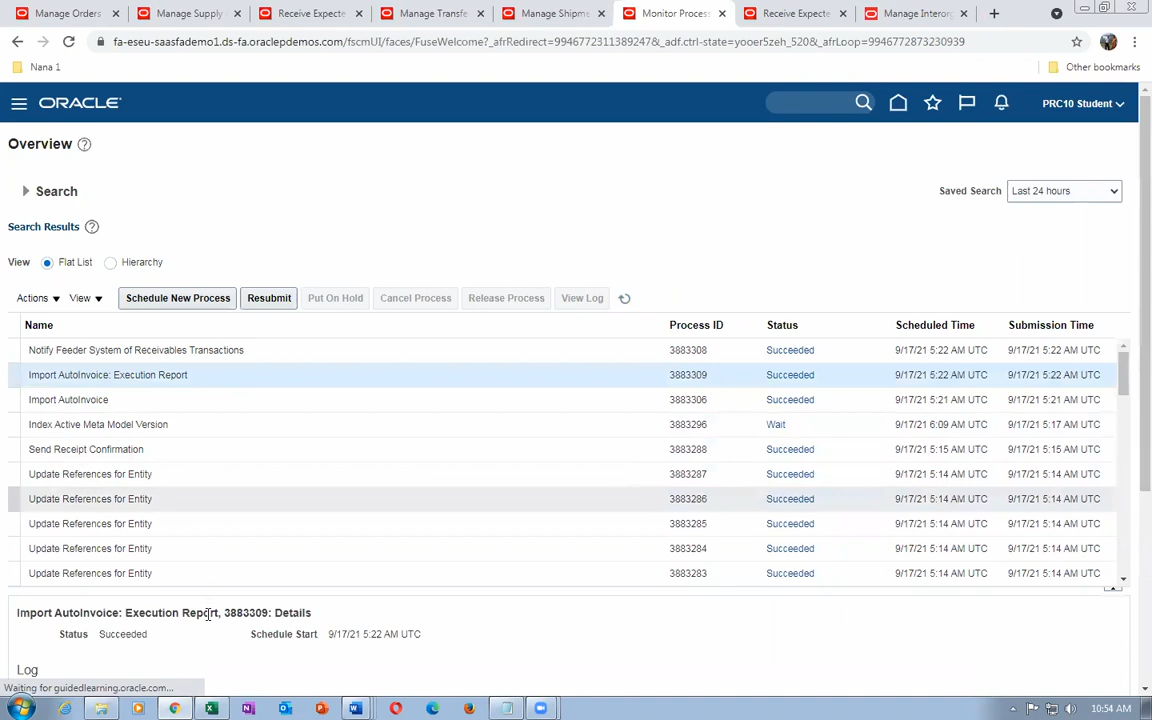 Manage Orders
Manage Supply
Receive Expecte
Manage Transfe
Manage Shipme
Monitor Process
Receive Expecte
Manage Interorg
fa-eseu-saasfademo1.ds-fa.oraclepdemos.com/fscmUI/faces/FuseWelcome?_afrRedirect=9946772311389247&_adf.ctrl-state=yooer5zeh_520&_afrLoop=9946772873230939
Nana 1
Other bookmarks
ORACLE
PRC10 Student
Overview
Search
Saved Search Last 24 hours
Search Results
View Flat List Hierarchy
Actions View Schedule New Process Resubmit Put On Hold Cancel Process Release Process View Log
Name Process ID Status Scheduled Time Submission Time
Notify Feeder System of Receivables Transactions 3883308 Succeeded 9/17/21 5:22 AM UTC 9/17/21 5:22 AM UTC
Import AutoInvoice: Execution Report 3883309 Succeeded 9/17/21 5:22 AM UTC 9/17/21 5:22 AM UTC
Import AutoInvoice 3883306 Succeeded 9/17/21 5:21 AM UTC 9/17/21 5:21 AM UTC
Index Active Meta Model Version 3883296 Wait 9/17/21 6:09 AM UTC 9/17/21 5:17 AM UTC
Send Receipt Confirmation 3883288 Succeeded 9/17/21 5:15 AM UTC 9/17/21 5:15 AM UTC
Update References for Entity 3883287 Succeeded 9/17/21 5:14 AM UTC 9/17/21 5:14 AM UTC
Update References for Entity 3883286 Succeeded 9/17/21 5:14 AM UTC 9/17/21 5:14 AM UTC
Update References for Entity 3883285 Succeeded 9/17/21 5:14 AM UTC 9/17/21 5:14 AM UTC
Update References for Entity 3883284 Succeeded 9/17/21 5:14 AM UTC 9/17/21 5:14 AM UTC
Update References for Entity 3883283 Succeeded 9/17/21 5:14 AM UTC 9/17/21 5:14 AM UTC
Import AutoInvoice: Execution Report, 3883309: Details
Status Succeeded Schedule Start 9/17/21 5:22 AM UTC
Log
Waiting for guidedlearning.oracle.com...
10:54 AM